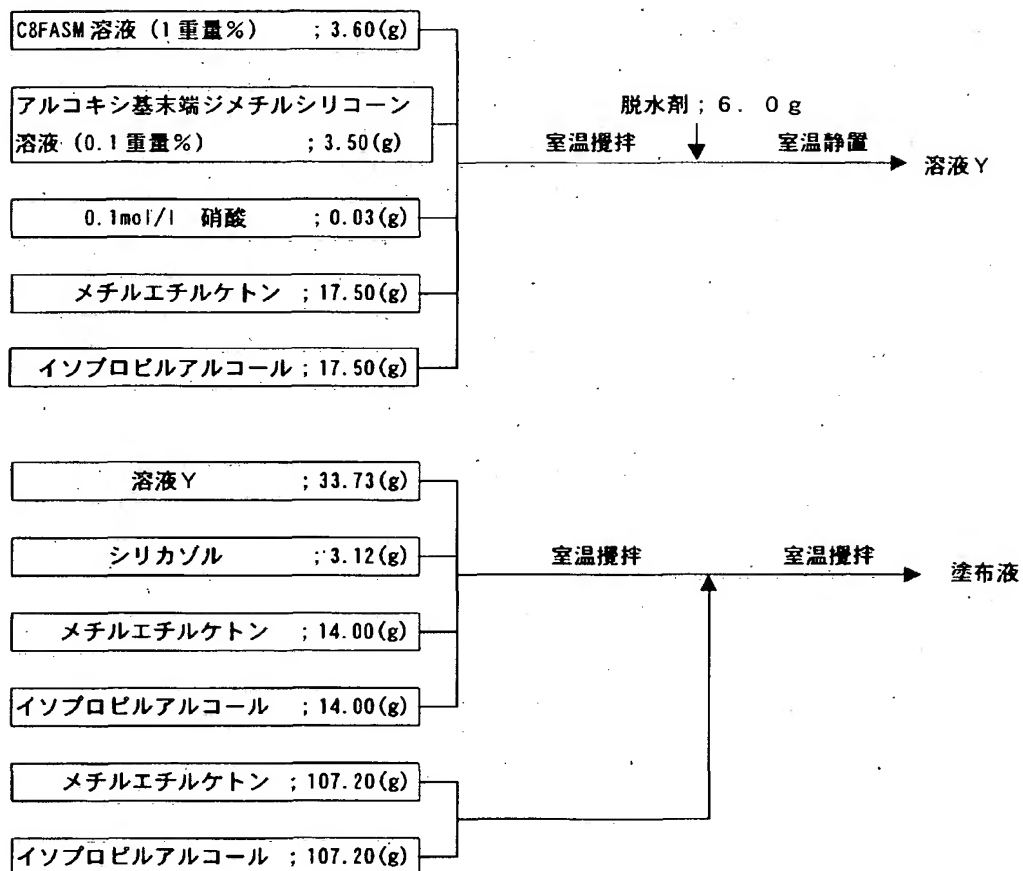 C8FASM溶液 (1重量%) ; 3.60(g)
アルコキシ基末端ジメチルシリコーン
溶液 (0.1重量%) ; 3.50(g)
0.1mol/l 硝酸 ; 0.03(g)
メチルエチルケトン ; 17.50(g)
イソプロピルアルコール ; 17.50(g)
脱水剤 ; 6. 0g
室温攪拌
室温静置
溶液Y
溶液Y ; 33.73(g)
シリカゾル ; 3.12(g)
メチルエチルケトン ; 14.00(g)
イソプロピルアルコール ; 14.00(g)
メチルエチルケトン ; 107.20(g)
イソプロピルアルコール ; 107.20(g)
室温攪拌
室温攪拌
塗布液